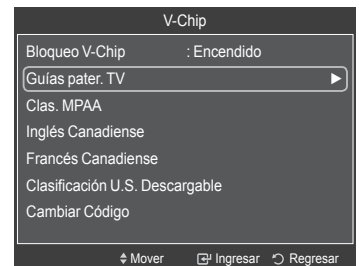 V-Chip
Bloqueo V-Chip : Encendido
Guías pater. TV
Clas. MPAA
Inglés Canadiense
Francés Canadiense
Clasificación U.S. Descargable
Cambiar Código
Mover Ingresar Regresar